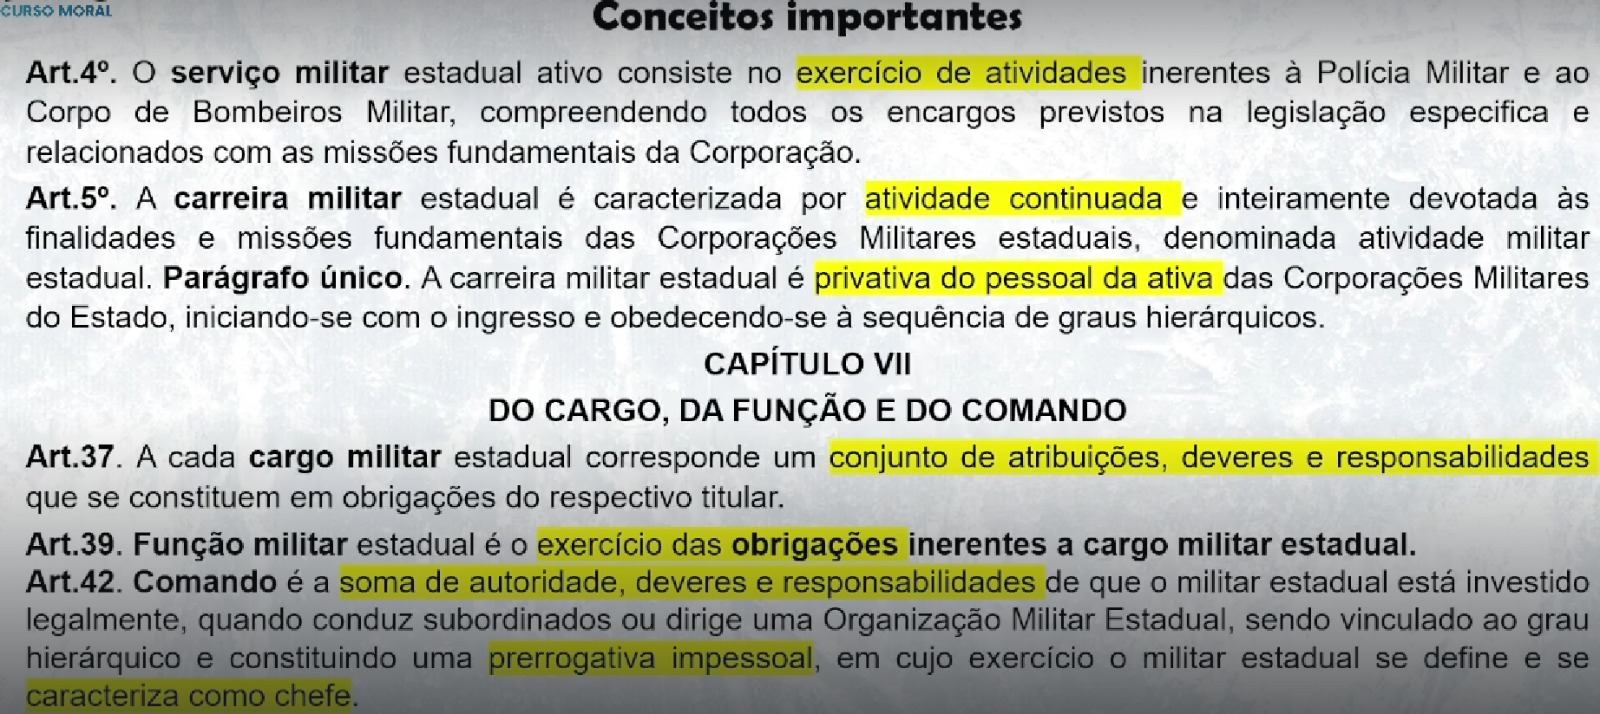 CURSO MORAL
Conceitos importantes
Art.4º. O serviço militar estadual ativo consiste no exercício de atividades inerentes à Polícia Militar e ao
Corpo de Bombeiros Militar, compreendendo todos os encargos previstos na legislação especifica e
relacionados com as missões fundamentais da Corporação.
Art.5º. A carreira militar estadual é caracterizada por atividade continuada e inteiramente devotada às
finalidades e missões fundamentais das Corporações Militares estaduais, denominada atividade militar
estadual. Parágrafo único. A carreira militar estadual é privativa do pessoal da ativa das Corporações Militares
do Estado, iniciando-se com o ingresso e obedecendo-se à sequência de graus hierárquicos.
CAPÍTULO VII
DO CARGO, DA FUNÇÃO E DO COMANDO
Art.37. A cada cargo militar estadual corresponde um conjunto de atribuições, deveres e responsabilidades
que se constituem em obrigações do respectivo titular.
Art.39. Função militar estadual é o exercício das obrigações inerentes a cargo militar estadual.
Art.42. Comando é a soma de autoridade, deveres e responsabilidades de que o militar estadual está investido
legalmente, quando conduz subordinados ou dirige uma Organização Militar Estadual, sendo vinculado ao grau
hierárquico e constituindo uma prerrogativa impessoal, em cujo exercício o militar estadual se define e se
caracteriza como chefe.